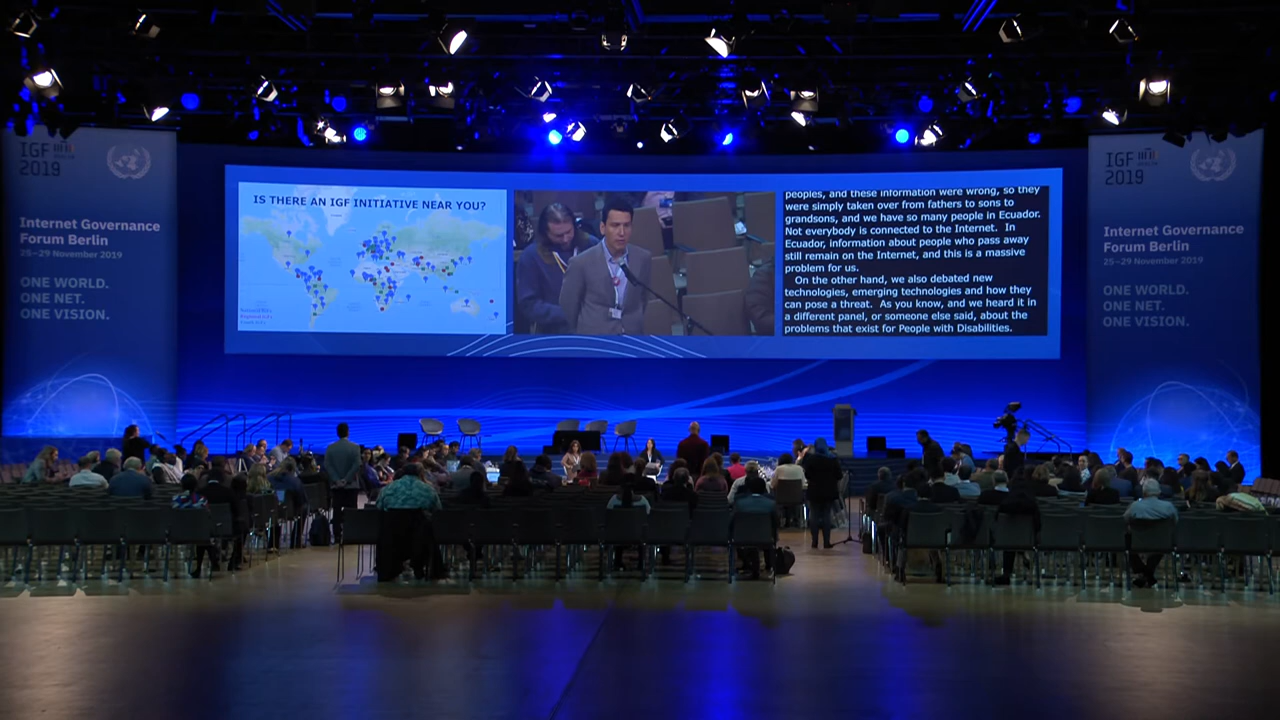 IGF
2019
Internet Governance
Forum Berlin
25–29 November 2019
ONE WORLD.
ONE NET.
ONE VISION.
IS THERE AN IGF INITIATIVE NEAR YOU?
peoples, and these information were wrong, so they
were simply taken over from fathers to sons to
grandsons, and we have so many people in Ecuador.
Not everybody is connected to the Internet.  In
Ecuador, information about people who pass away
still remain on the Internet, and this is a massive
problem for us.
On the other hand, we also debated new
technologies, emerging technologies and how they
can pose a threat.  As you know, and we heard it in
a different panel, or someone else said, about the
problems that exist for People with Disabilities.
IGF
2019
Internet Governance
Forum Berlin
25–29 November 2019
ONE WORLD.
ONE NET.
ONE VISION.